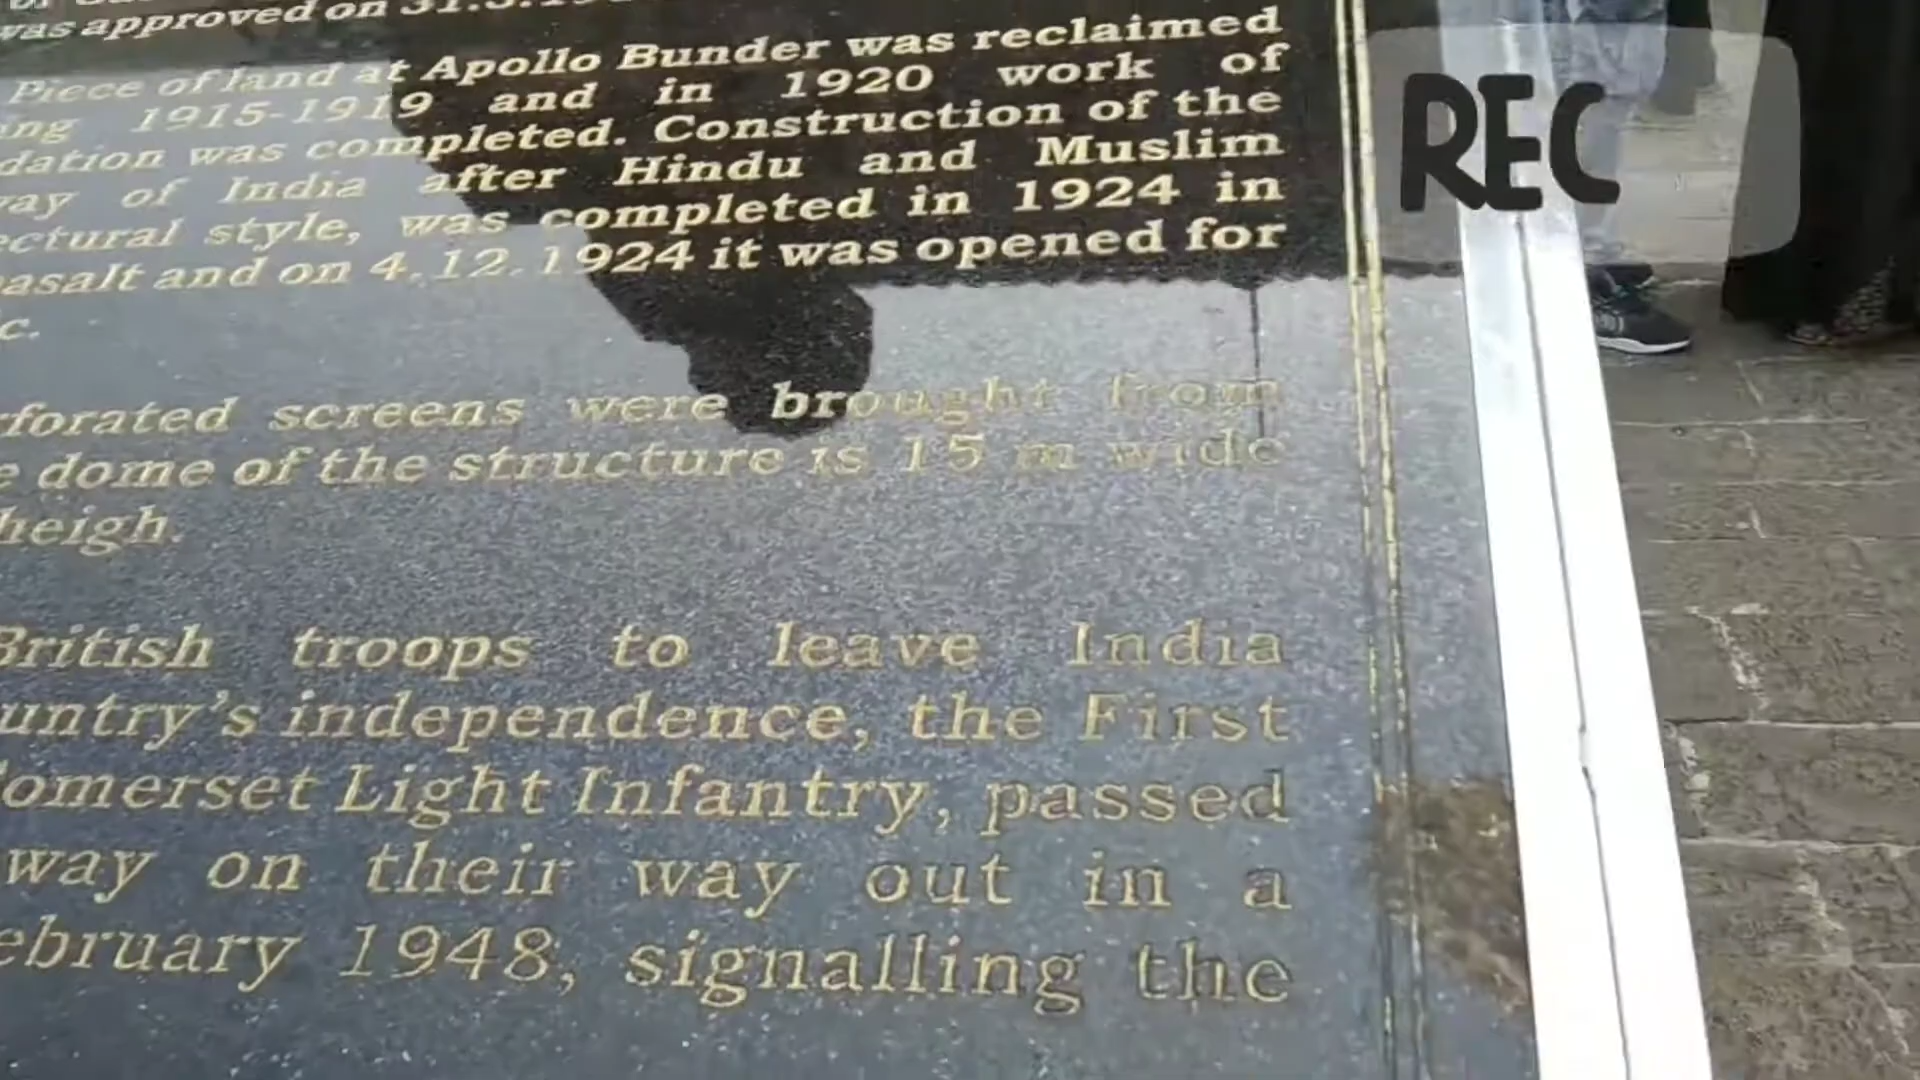 was approved on 31.3.19
Piece of land at Apollo Bunder was reclaimed
ing 1915-1919 and in 1920 work of
dation was completed. Construction of the
way of India after Hindu and Muslim
ectural style, was completed in 1924 in
asalt and on 4.12.1924 it was opened for
c.
rforated screens were brought from
e dome of the structure is 15 m wide
heigh.
British troops to leave India
untry's independence, the First
Somerset Light Infantry, passed
way on their way out in a
ebruary 1948, signalling the
REC